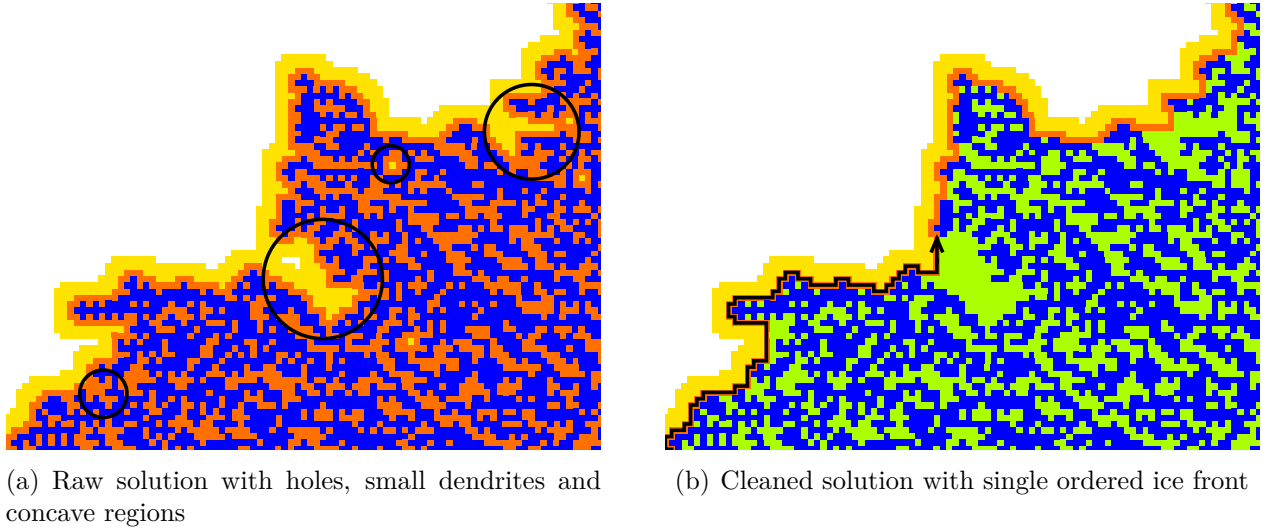 (a) Raw solution with holes, small dendrites and
concave regions
(b) Cleaned solution with single ordered ice front